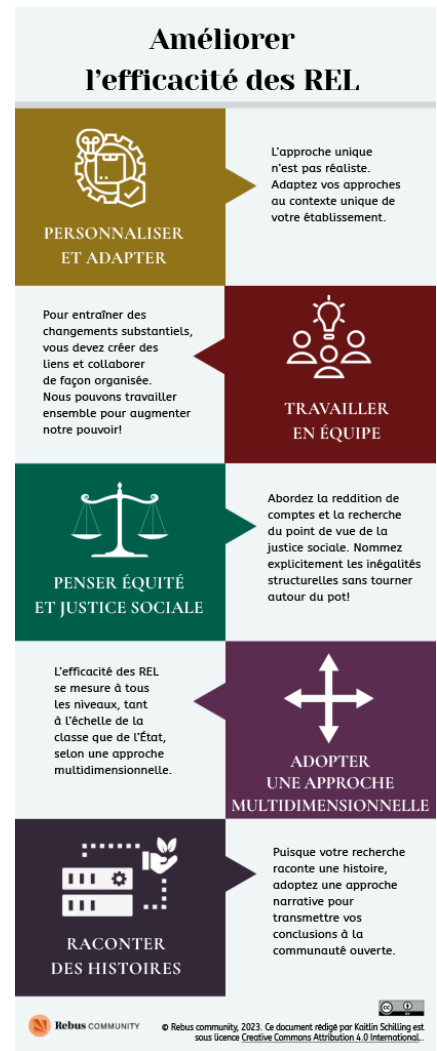 Améliorer
l’efficacité des REL
PERSONNALISER
ET ADAPTER
L’approche unique
n’est pas réaliste.
Adaptez vos approches
au contexte unique de
votre établissement.
Pour entraîner des
changements substantiels,
vous devez créer des
liens et collaborer
de façon organisée.
Nous pouvons travailler
ensemble pour augmenter
notre pouvoir!
TRAVAILLER
EN ÉQUIPE
PENSER ÉQUITÉ
ET JUSTICE SOCIALE
Abordez la reddition de
comptes et la recherche
du point de vue de la
justice sociale. Nommez
explicitement les inégalités
structurelles sans tourner
autour du pot!
L’efficacité des REL
se mesure à tous
les niveaux, tant
à l’échelle de la
classe que de l’État,
selon une approche
multidimensionnelle.
ADOPTER
UNE APPROCHE
MULTIDIMENSIONNELLE
RACONTER
DES HISTOIRES
Puisque votre recherche
raconte une histoire,
adoptez une approche
narrative pour
transmettre vos
conclusions à la
communauté ouverte.
Rebus COMMUNITY
cc
BY
© Rebus community, 2023. Ce document rédigé par Kaitlin Schilling est
sous licence Creative Commons Attribution 4.0 International..